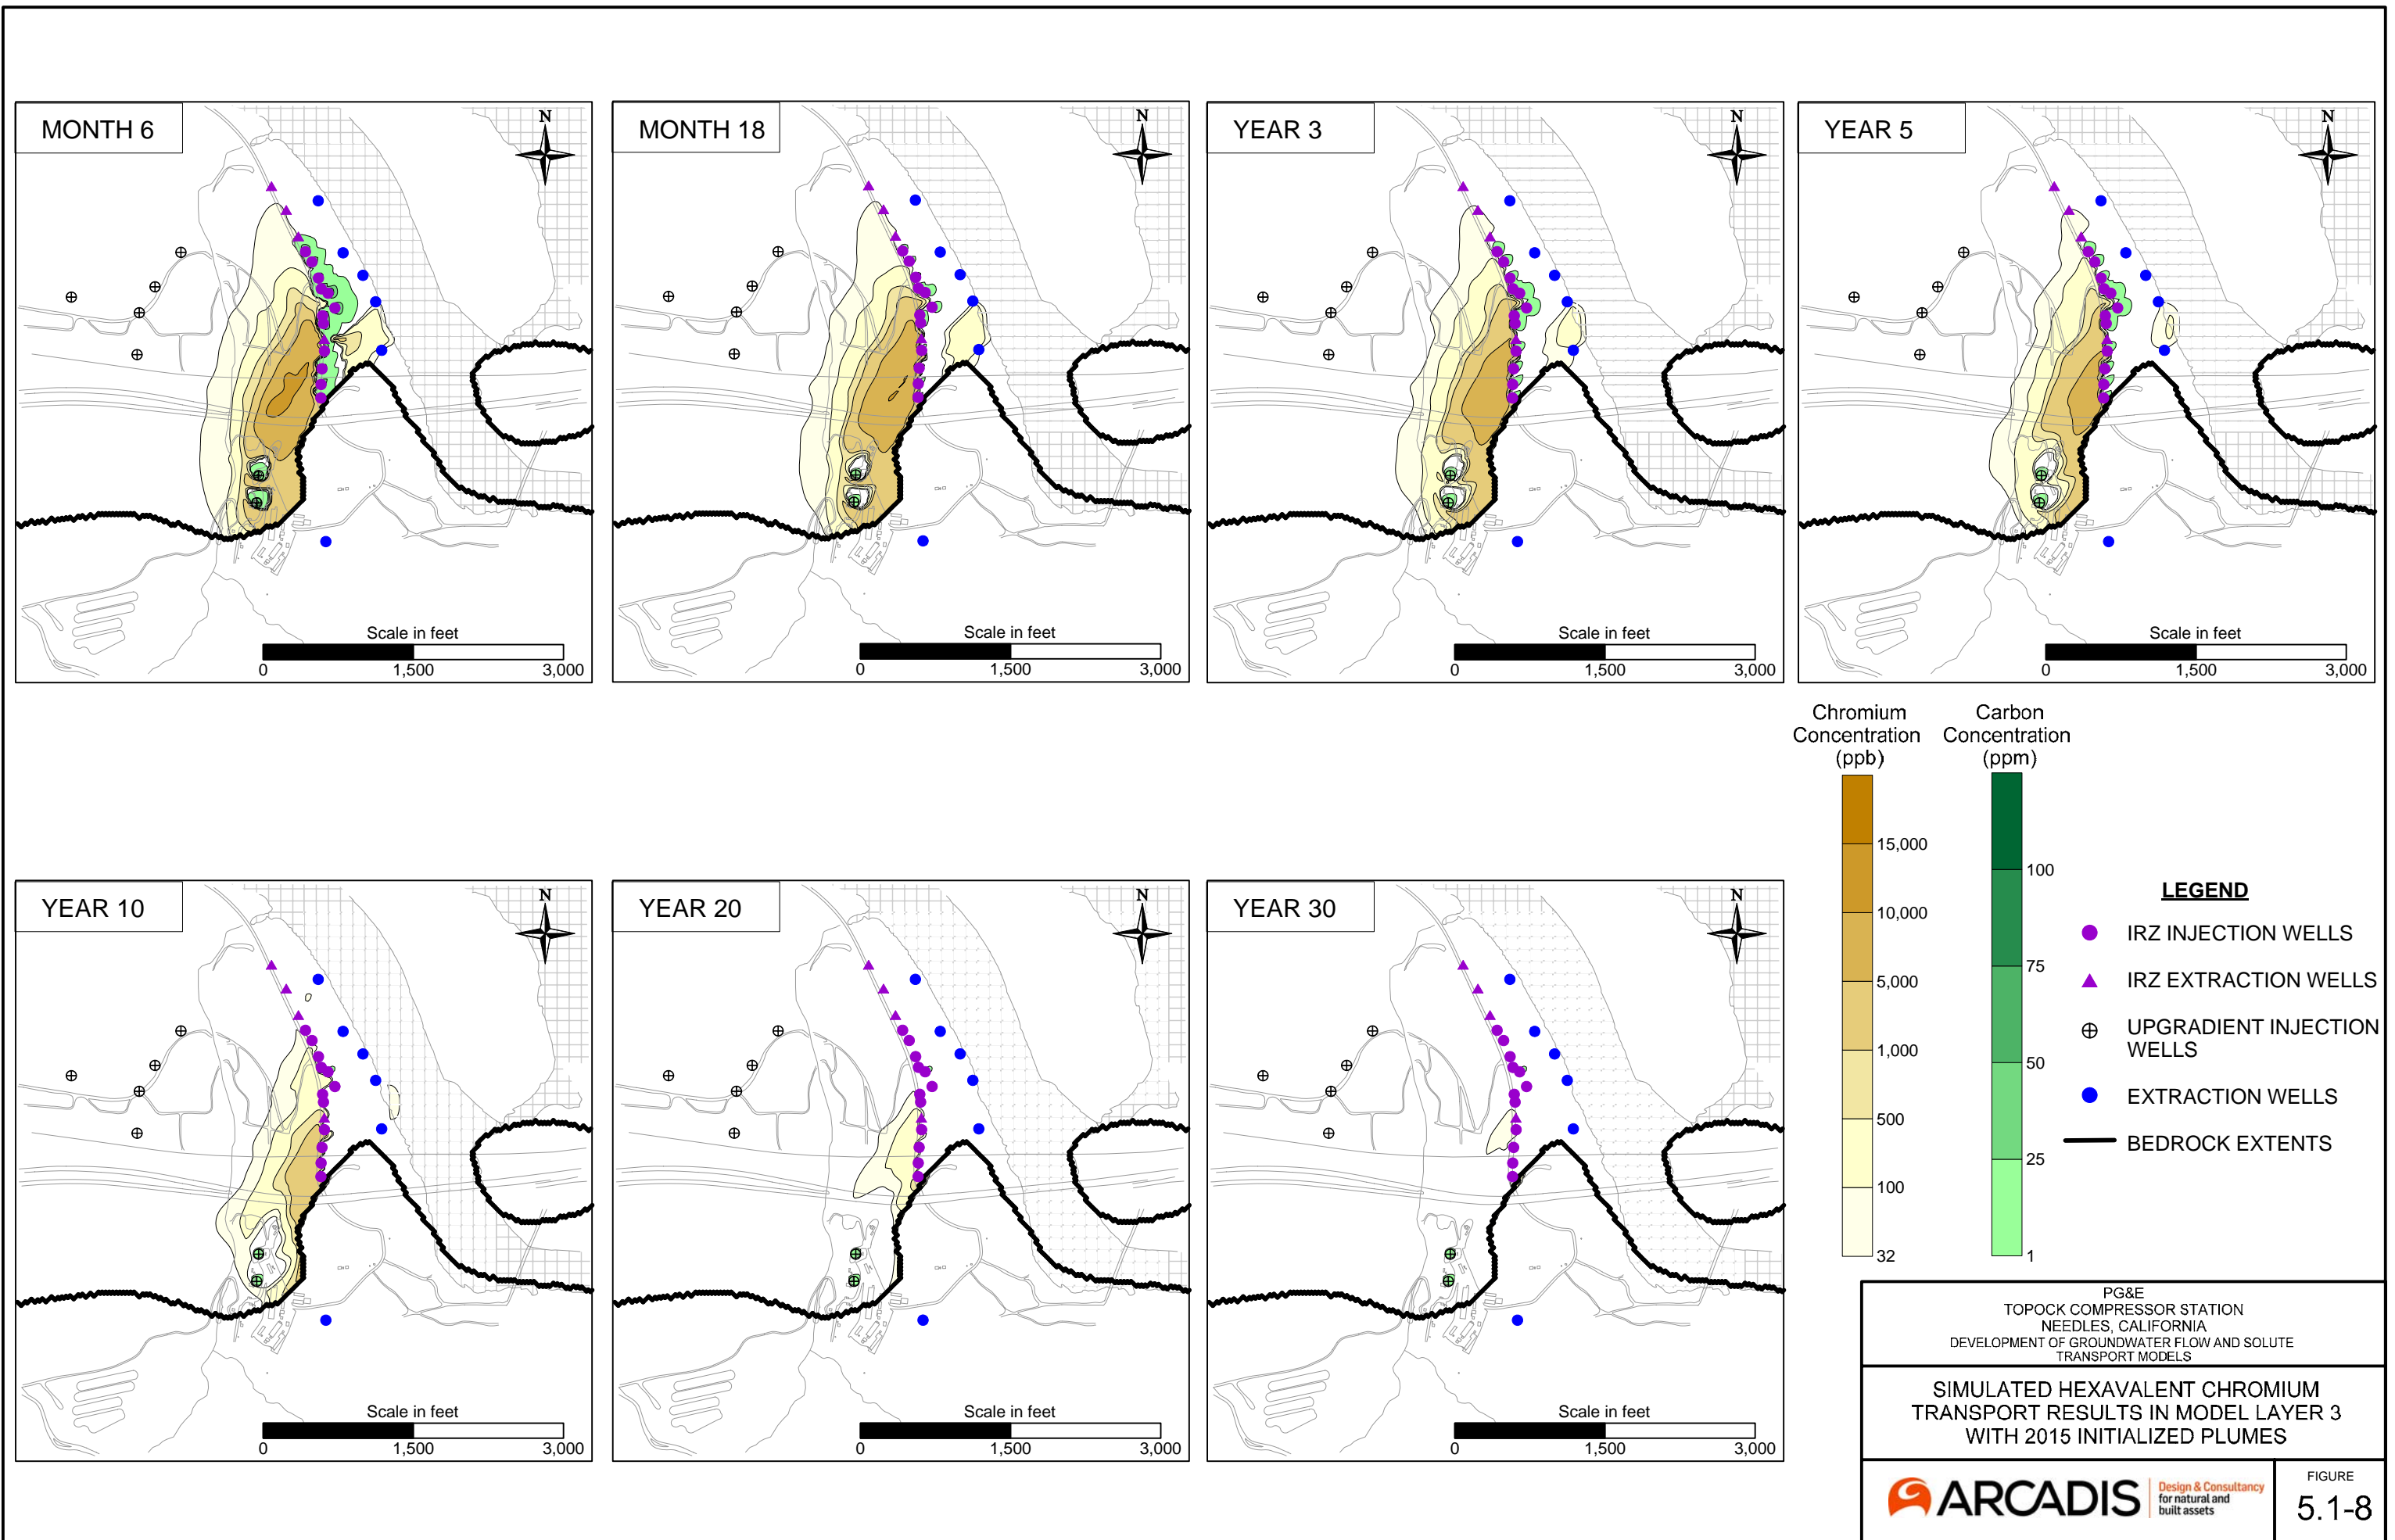 MONTH 6
N
Scale in feet
0 1,500 3,000
MONTH 18
N
Scale in feet
0 1,500 3,000
YEAR 3
N
Scale in feet
0 1,500 3,000
YEAR 5
N
Scale in feet
0 1,500 3,000
YEAR 10
N
Scale in feet
0 1,500 3,000
YEAR 20
N
Scale in feet
0 1,500 3,000
YEAR 30
N
Scale in feet
0 1,500 3,000
Chromium
Concentration
(ppb)
15,000
10,000
5,000
1,000
500
100
32
Carbon
Concentration
(ppm)
100
75
50
25
1
LEGEND
IRZ INJECTION WELLS
IRZ EXTRACTION WELLS
UPGRADIENT INJECTION
WELLS
EXTRACTION WELLS
BEDROCK EXTENTS
PG&E
TOPOCK COMPRESSOR STATION
NEEDLES, CALIFORNIA
DEVELOPMENT OF GROUNDWATER FLOW AND SOLUTE
TRANSPORT MODELS
SIMULATED HEXAVALENT CHROMIUM
TRANSPORT RESULTS IN MODEL LAYER 3
WITH 2015 INITIALIZED PLUMES
ARCADIS
Design & Consultancy
for natural and
built assets
FIGURE
5.1-8